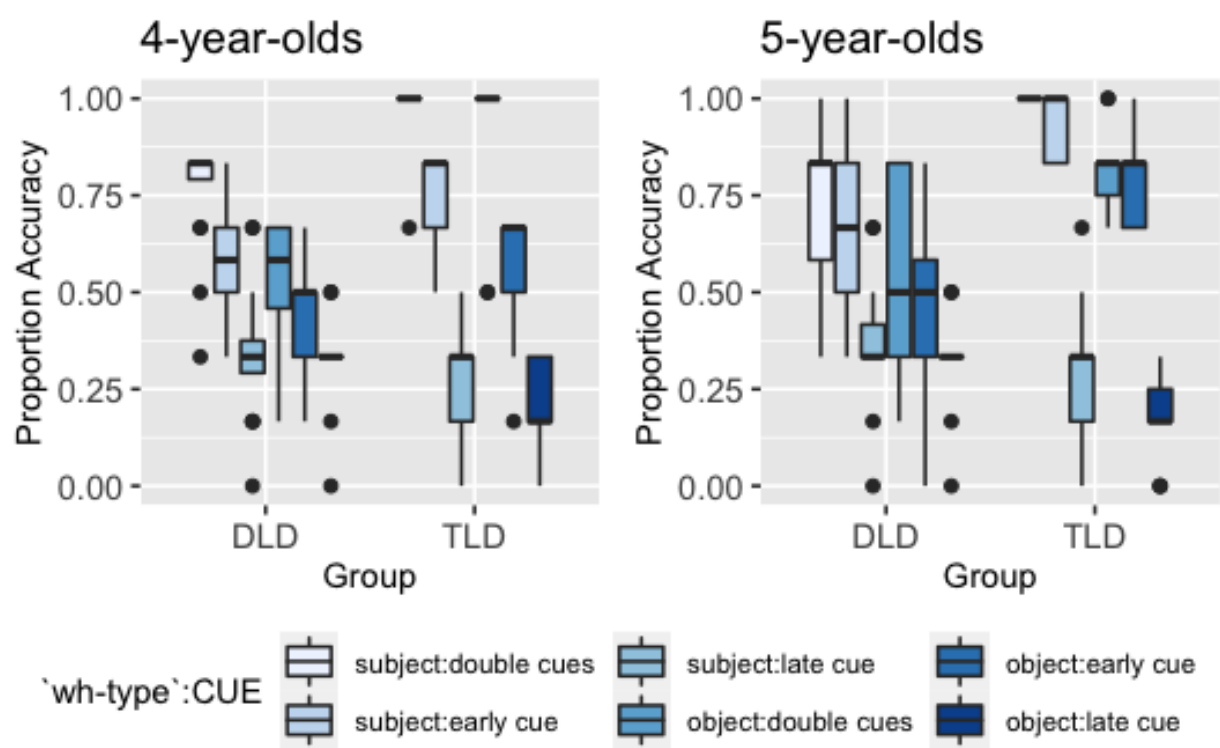 4-year-olds
5-year-olds
Proportion Accuracy
1.00
0.75
0.50
0.25
0.00
DLD
TLD
Group
Proportion Accuracy
1.00
0.75
0.50
0.25
0.00
DLD
TLD
Group
`wh-type`:CUE
subject:double cues
subject:early cue
subject:late cue
object:double cues
object:early cue
object:late cue